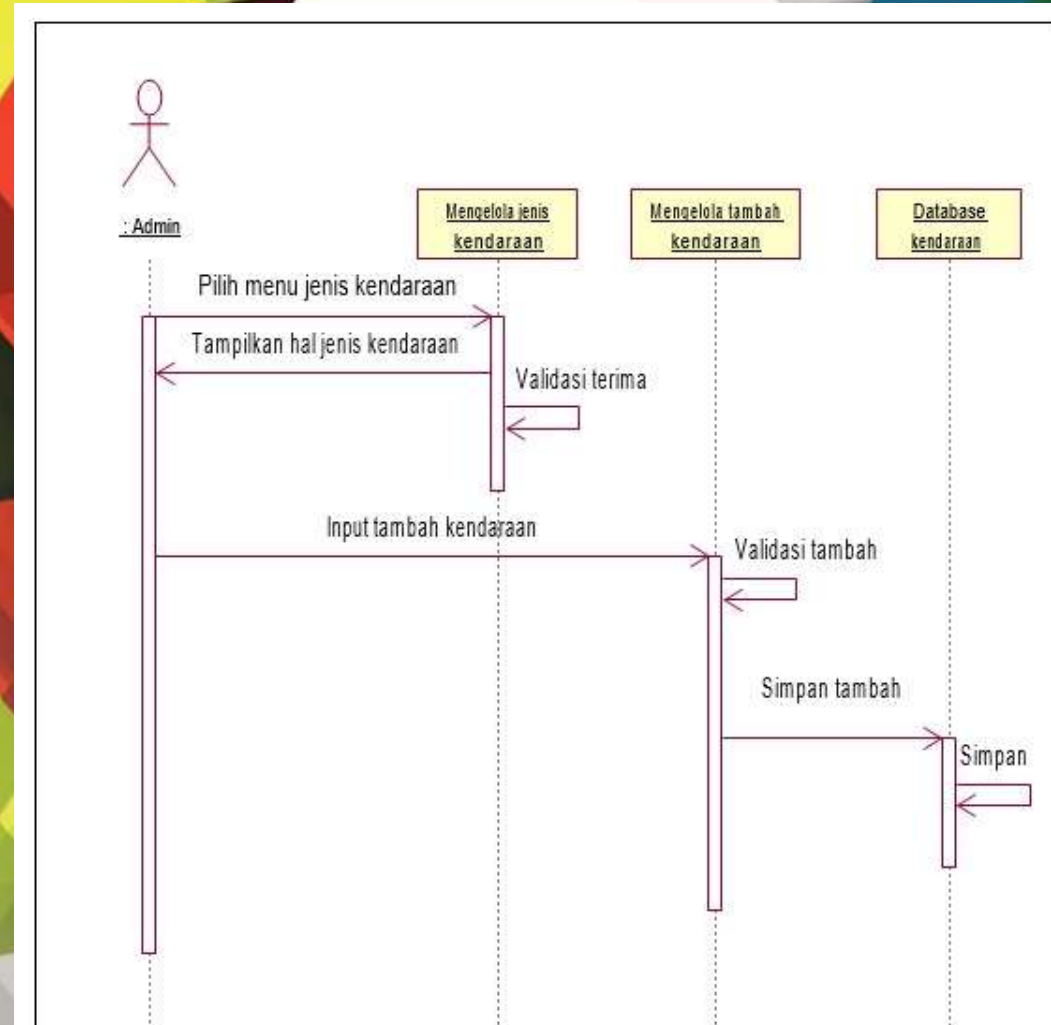 : Admin
Mengelola jenis
kendaraan
Mengelola tambah
kendaraan
Database
kendaraan
Pilih menu jenis kendaraan
Tampilkan hal jenis kendaraan
Validasi terima
Input tambah kendaraan
Validasi tambah
Simpan tambah
Simpan